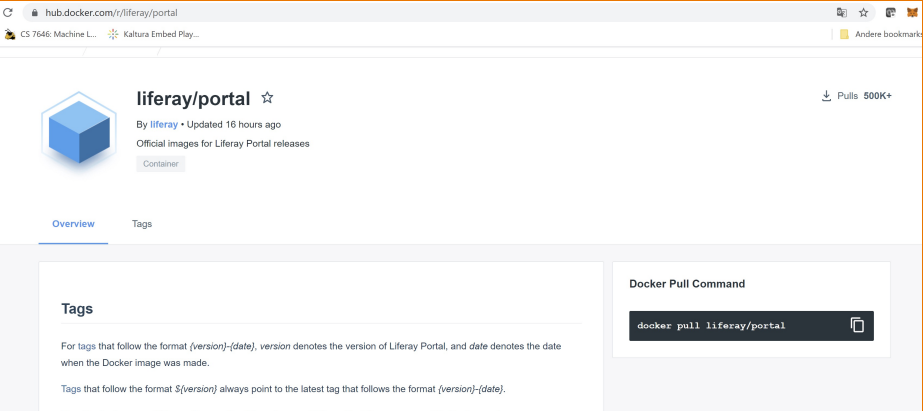 hub.docker.com/r/liferay/portal
CS 7646: Machine L...
Kaltura Embed Play...
Andere bookmarks
liferay/portal
Pulls 500K+
By liferay • Updated 16 hours ago
Official images for Liferay Portal releases
Container
Overview
Tags
Tags
For tags that follow the format {version}-{date}, version denotes the version of Liferay Portal, and date denotes the date
when the Docker image was made.
Tags that follow the format ${version} always point to the latest tag that follows the format {version}-{date}.
Docker Pull Command
docker pull liferay/portal